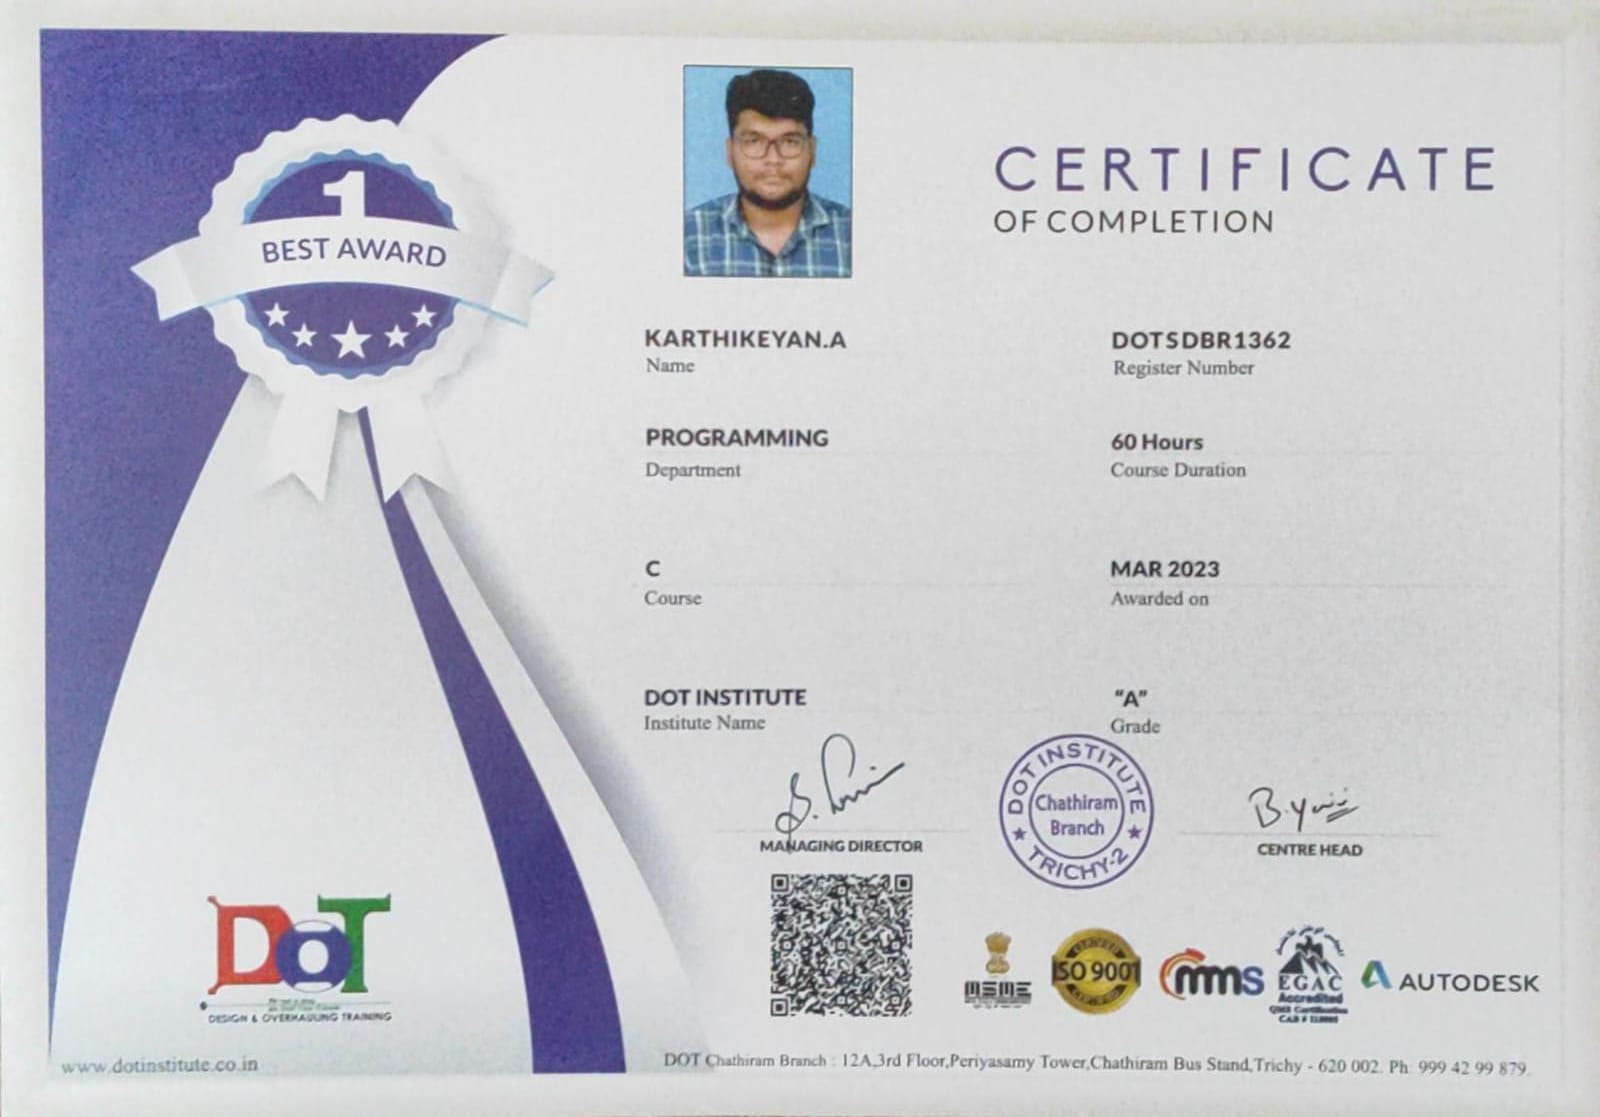 1
BEST AWARD
CERTIFICATE
OF COMPLETION
KARTHIKEYAN.A
Name
DOTSDBR1362
Register Number
PROGRAMMING
Department
60 Hours
Course Duration
C
Course
MAR 2023
Awarded on
DOT INSTITUTE
Institute Name
"A"
Grade
MANAGING DIRECTOR
DOT INSTITUTE
Chathiram
Branch
TRICHY-2
CENTRE HEAD
DOT
DESIGN & OVERHAULING TRAINING
MSME
ISO 9001
mms
EGAC
Accredited
QMS Certification
AUTODESK
www.dotinstitute.co.in
DOT Chathiram Branch : 12A,3rd Floor,Periyasamy Tower,Chathiram Bus Stand,Trichy - 620 002. Ph: 999 42 99 879.